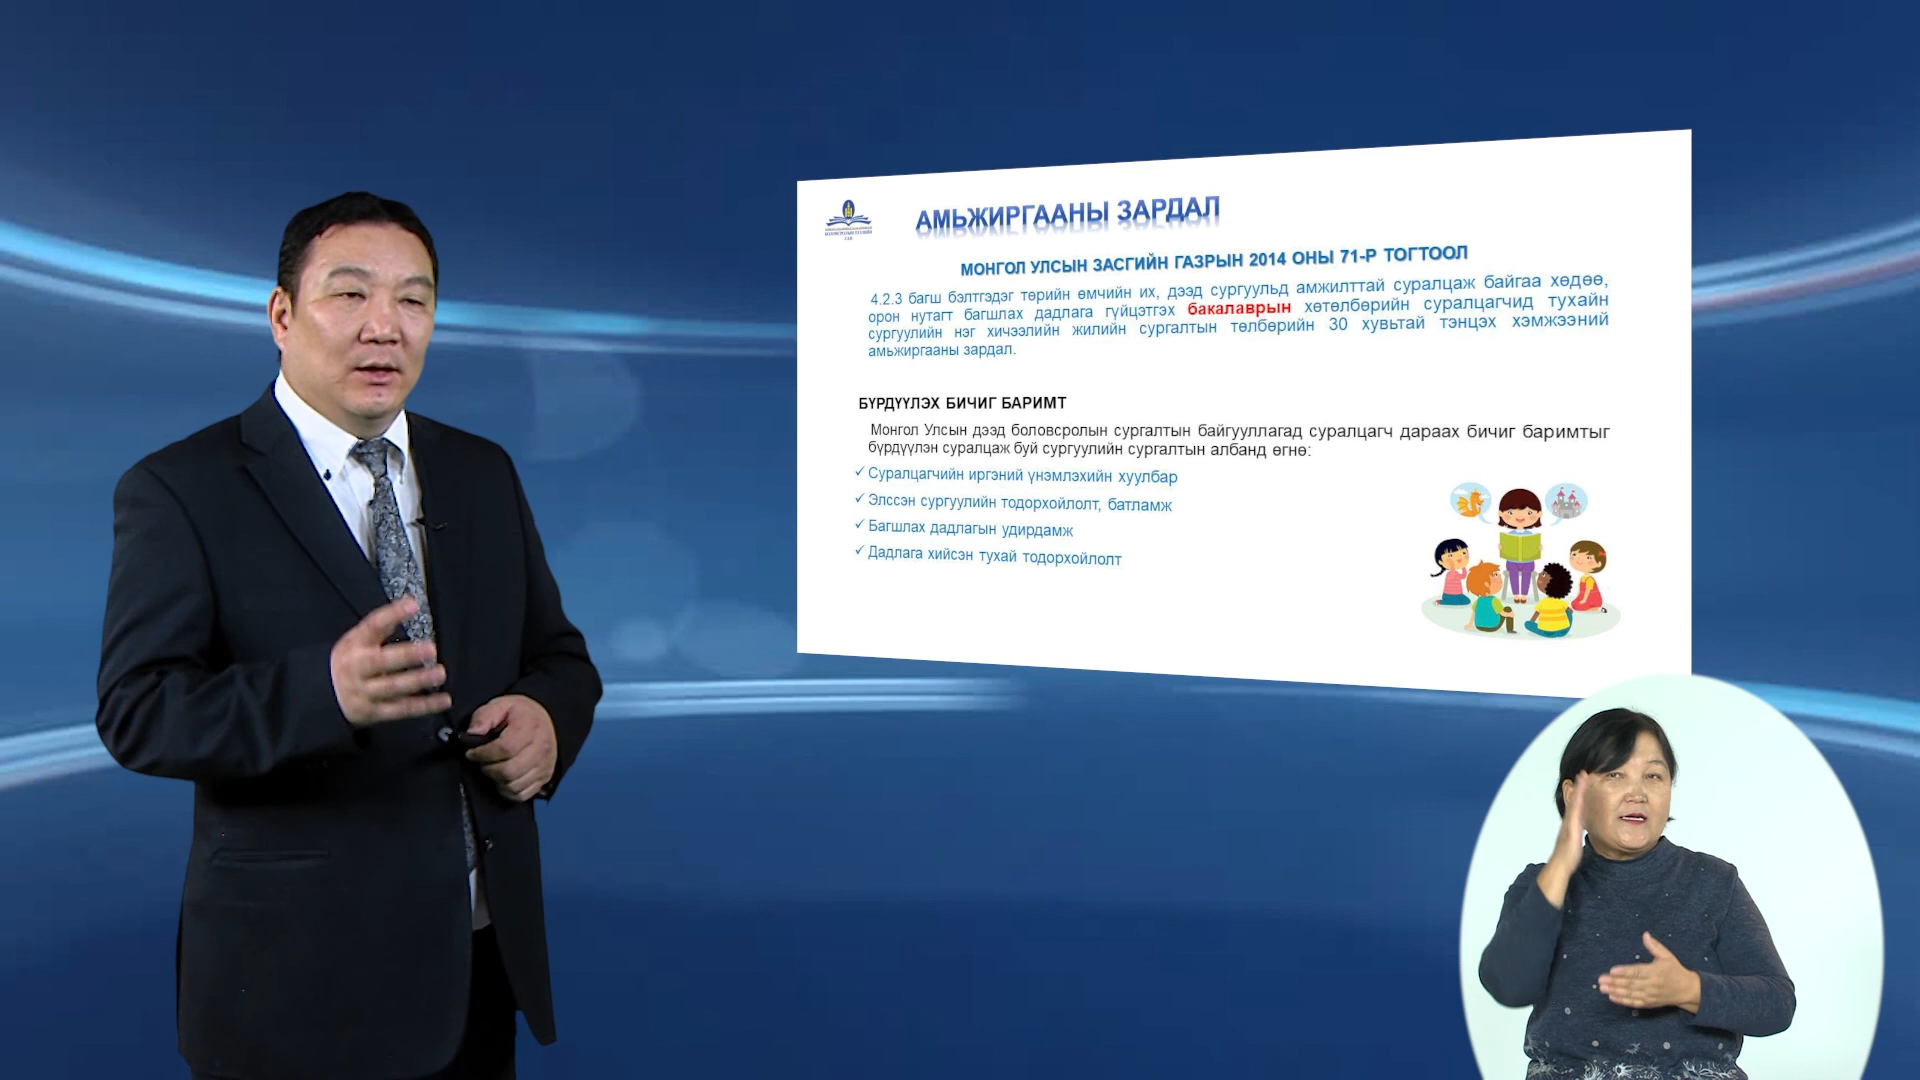 БОЛОВСРОЛЫН ЗЭЭЛИЙН
САН
АМЬЖИРГААНЫ ЗАРДАЛ
МОНГОЛ УЛСЫН ЗАСГИЙН ГАЗРЫН 2014 ОНЫ 71-Р ТОГТООЛ
4.2.3 багш бэлтгэдэг төрийн өмчийн их, дээд сургуульд амжилттай суралцаж байгаа хөдөө,
орон нутагт багшлах дадлага гүйцэтгэх бакалаврын хөтөлбөрийн суралцагчид тухайн
сургуулийн нэг хичээлийн жилийн сургалтын төлбөрийн 30 хувьтай тэнцэх хэмжээний
амьжиргааны зардал.
БҮРДҮҮЛЭХ БИЧИГ БАРИМТ
Монгол Улсын дээд боловсролын сургалтын байгууллагад суралцагч дараах бичиг баримтыг
бүрдүүлэн суралцаж буй сургуулийн сургалтын албанд өгнө:
✓ Суралцагчийн иргэний үнэмлэхийн хуулбар
✓ Элссэн сургуулийн тодорхойлолт, батламж
✓ Багшлах дадлагын удирдамж
✓ Дадлага хийсэн тухай тодорхойлолт